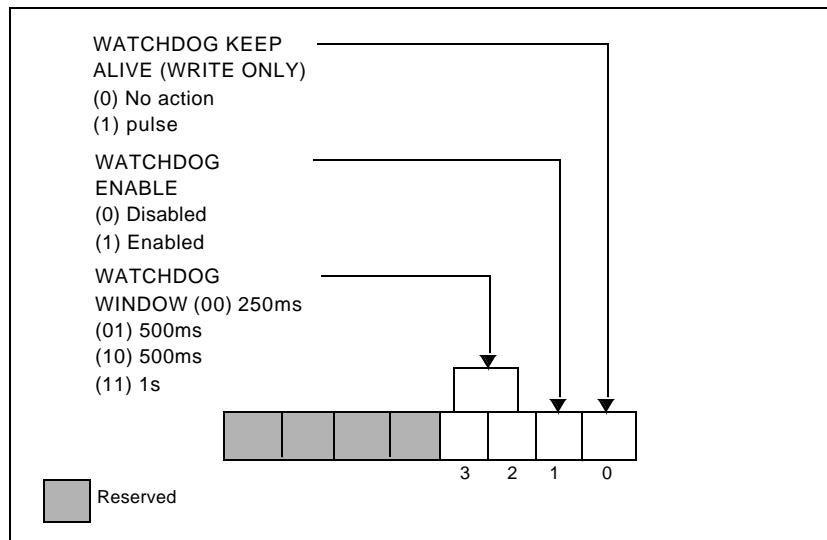 WATCHDOG KEEP
ALIVE (WRITE ONLY)
(0) No action
(1) pulse
WATCHDOG
ENABLE
(0) Disabled
(1) Enabled
WATCHDOG
WINDOW (00) 250ms
(01) 500ms
(10) 500ms
(11) 1s
3 2 1 0
Reserved